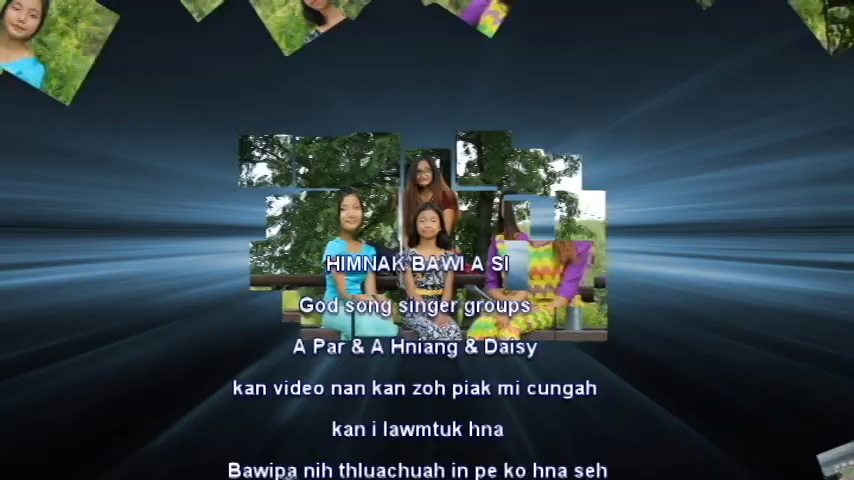 HIMNAK BAWI A SI
God song singer groups
A Par & A Hniang & Daisy
kan video nan kan zoh piak mi cungah
kan i lawmtuk hna
Bawipa nih thluachuah in pe ko hna seh